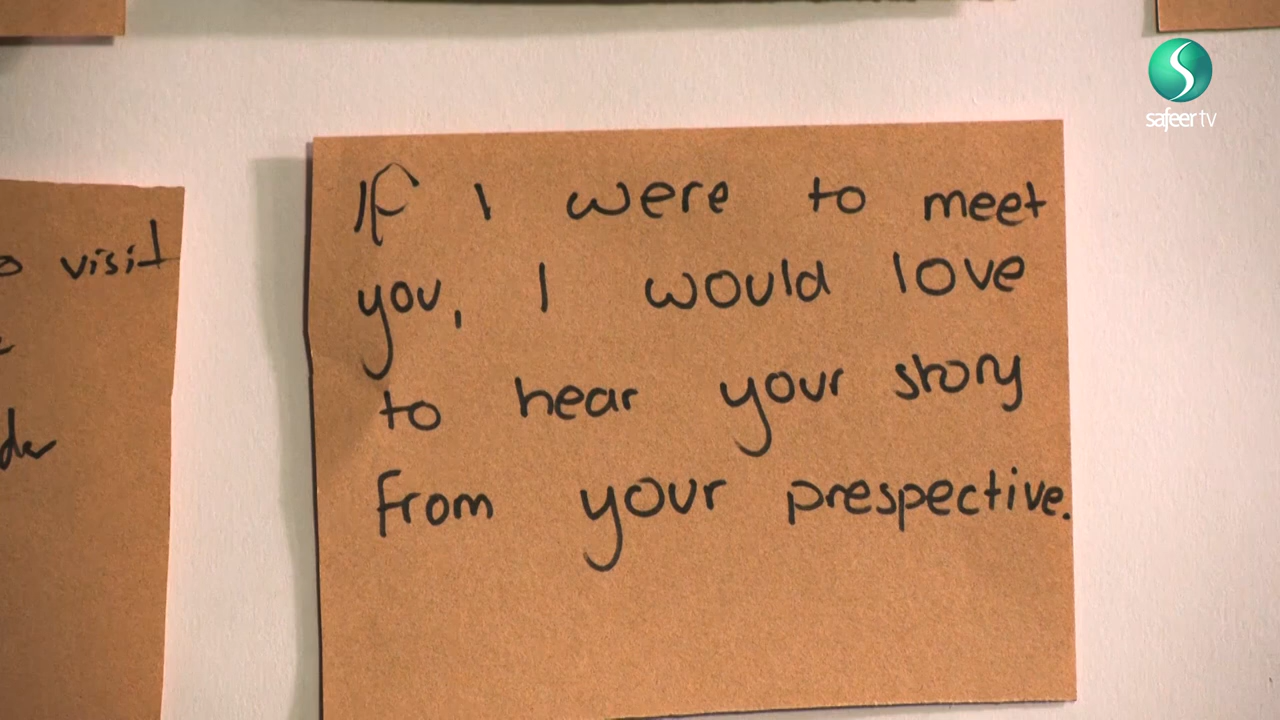 safeer tv
If I were to meet
you, I would love
to hear your story
from your prespective.
visit